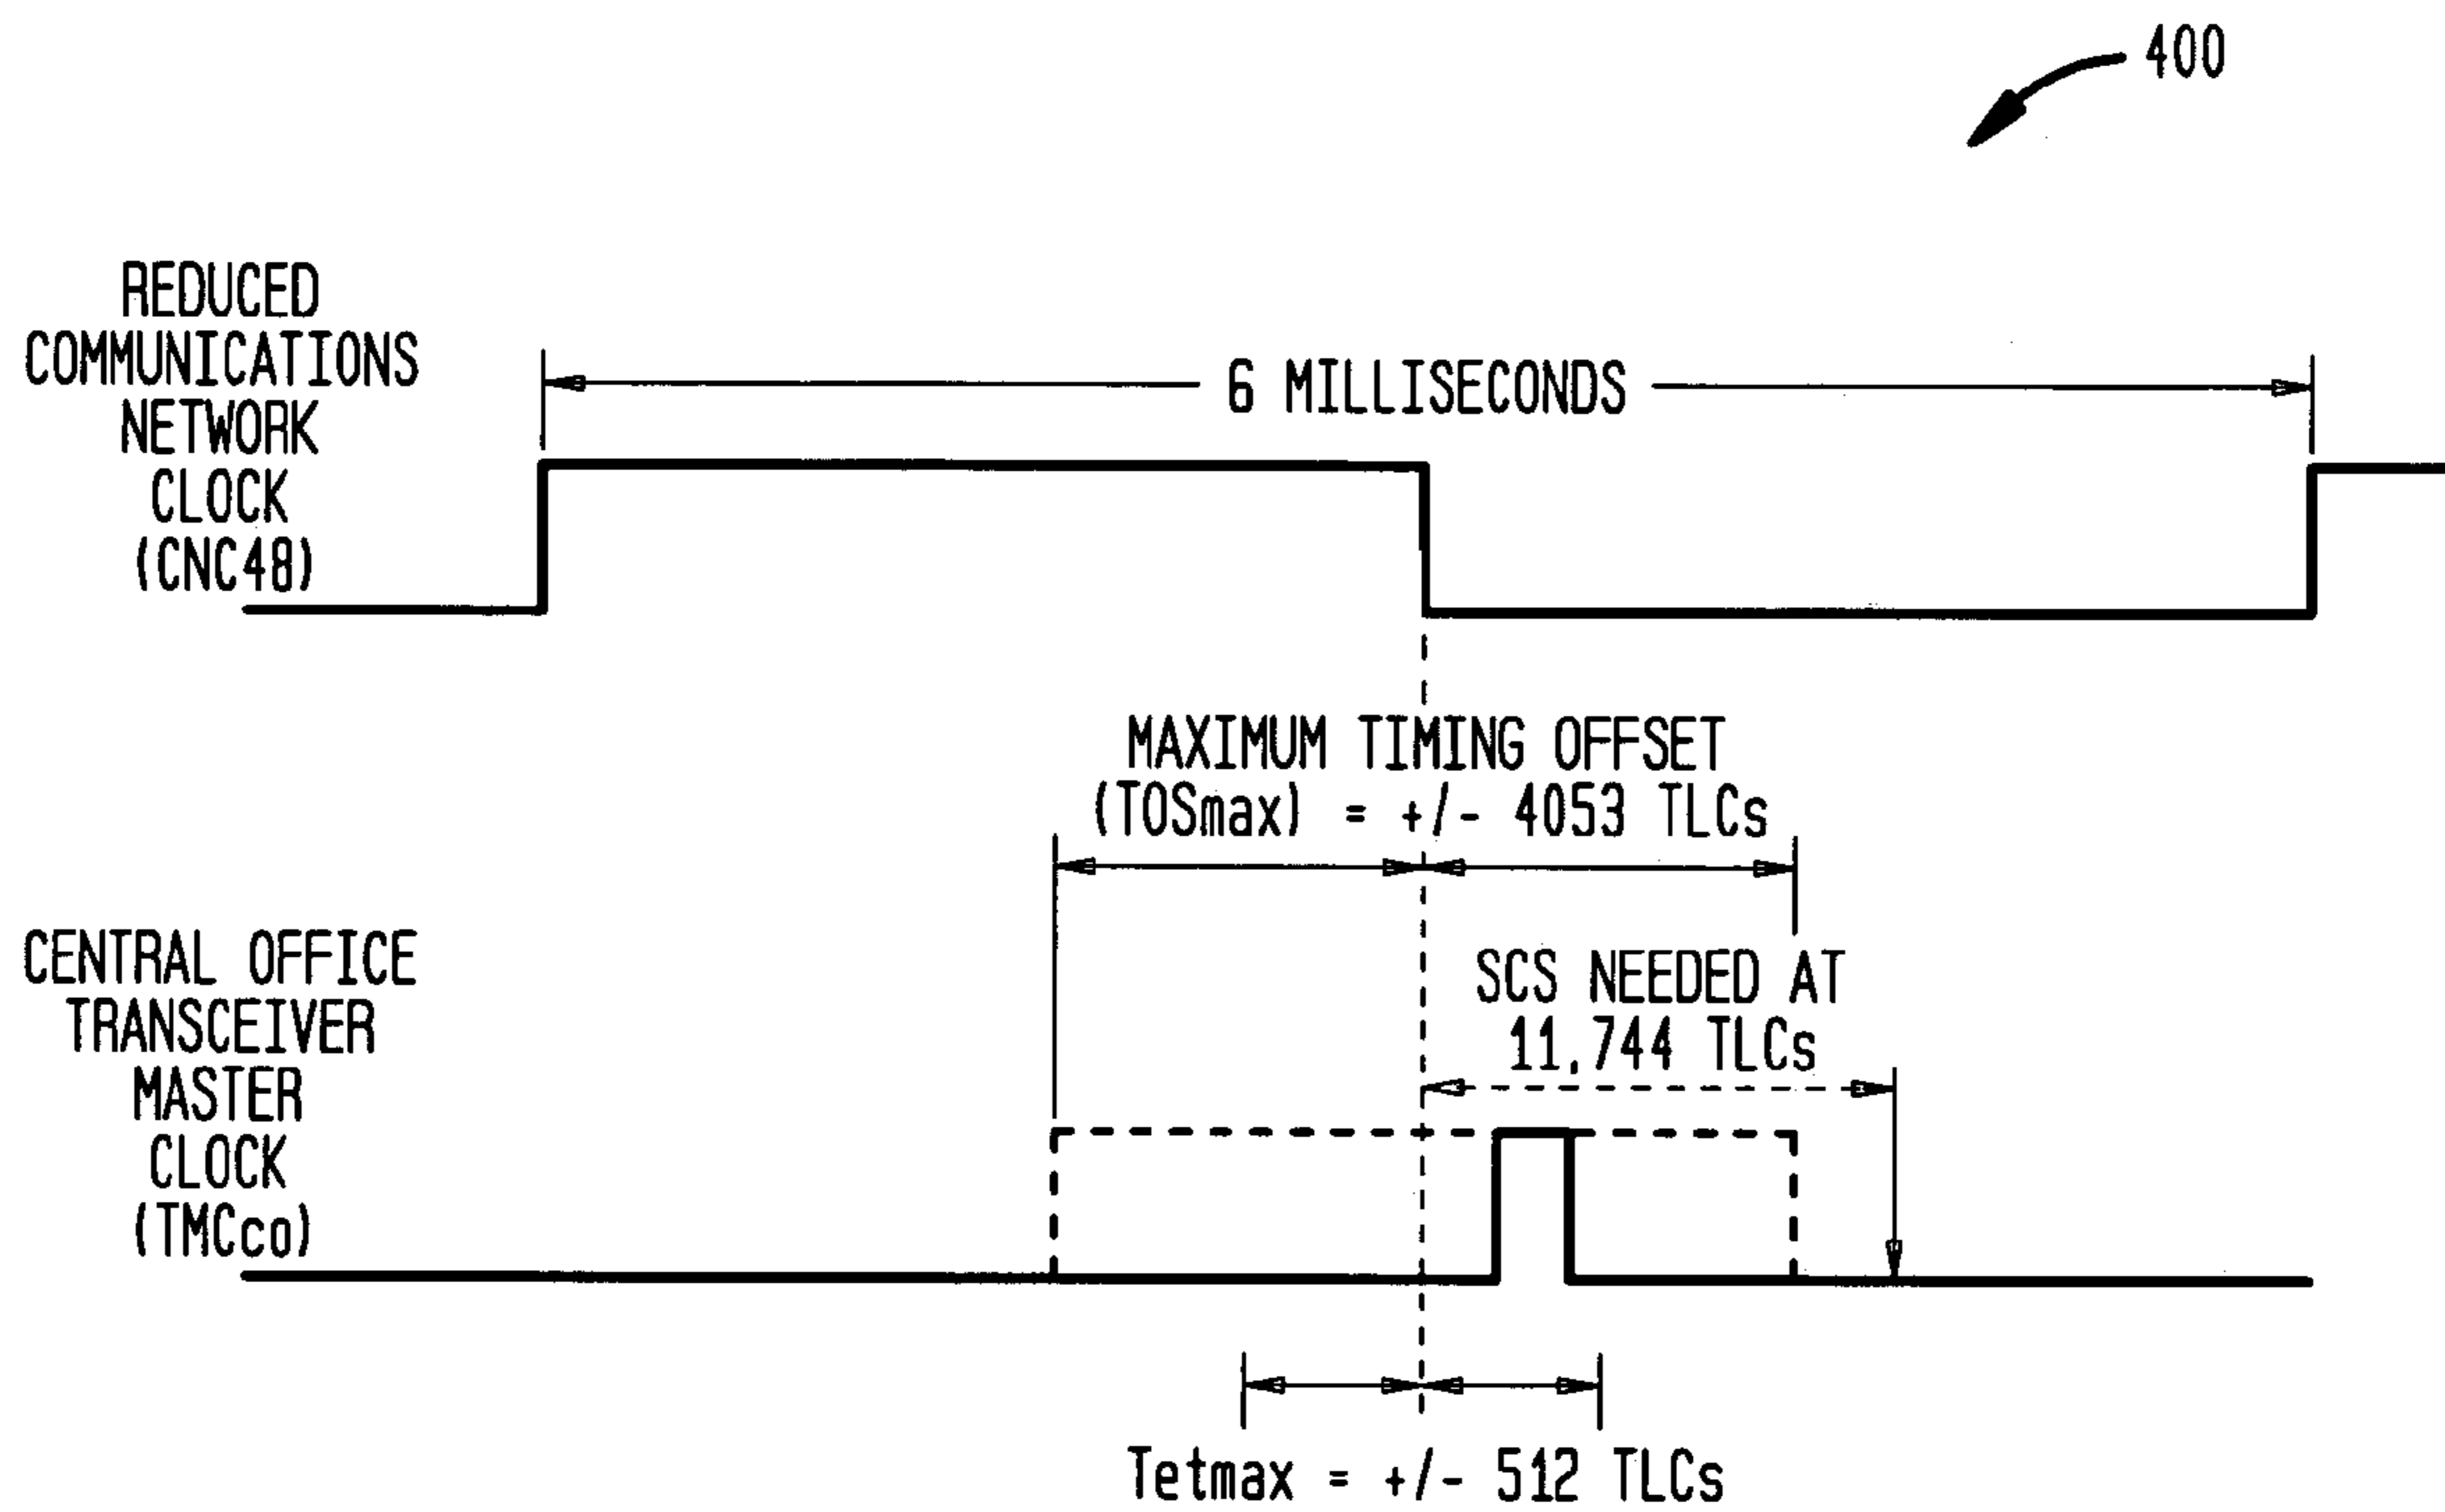 400
REDUCED
COMMUNICATIONS
NETWORK
CLOCK
(CNC48)
6 MILLISECONDS
MAXIMUM TIMING OFFSET
(TOSmax) = +/- 4053 TLCs
CENTRAL OFFICE
TRANSCEIVER
MASTER
CLOCK
(TMCco)
SCS NEEDED AT
11,744 TLCs
Tetmax = +/- 512 TLCs